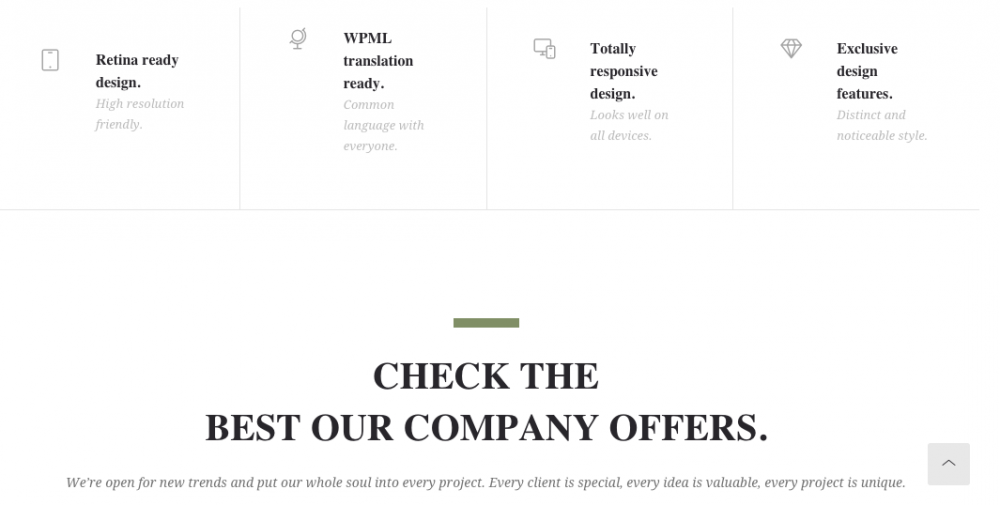 Retina ready
design.
High resolution
friendly.
WPML
translation
ready.
Common
language with
everyone.
Totally
responsive
design.
Looks well on
all devices.
Exclusive
design
features.
Distinct and
noticeable style.
CHECK THE
BEST OUR COMPANY OFFERS.
We're open for new trends and put our whole soul into every project. Every client is special, every idea is valuable, every project is unique.